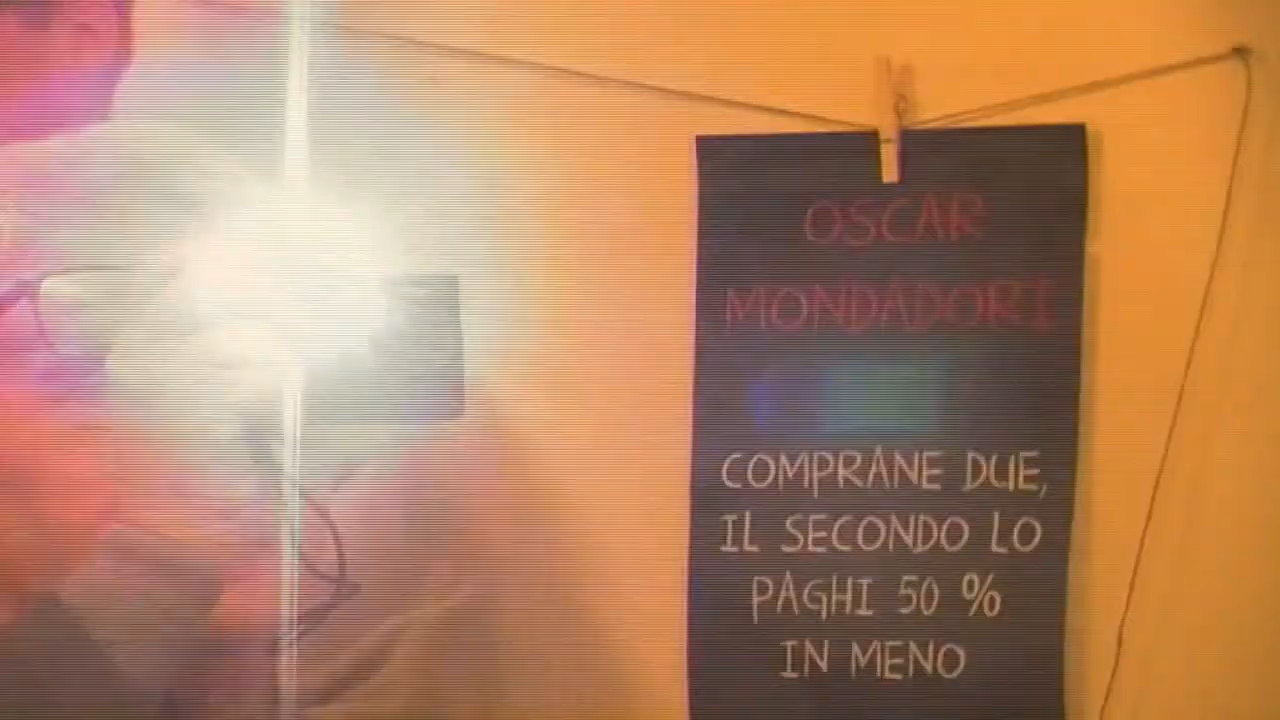 OSCAR
MONDADORI
COMPRANE DUE,
IL SECONDO LO
PAGHI 50 %
IN MENO